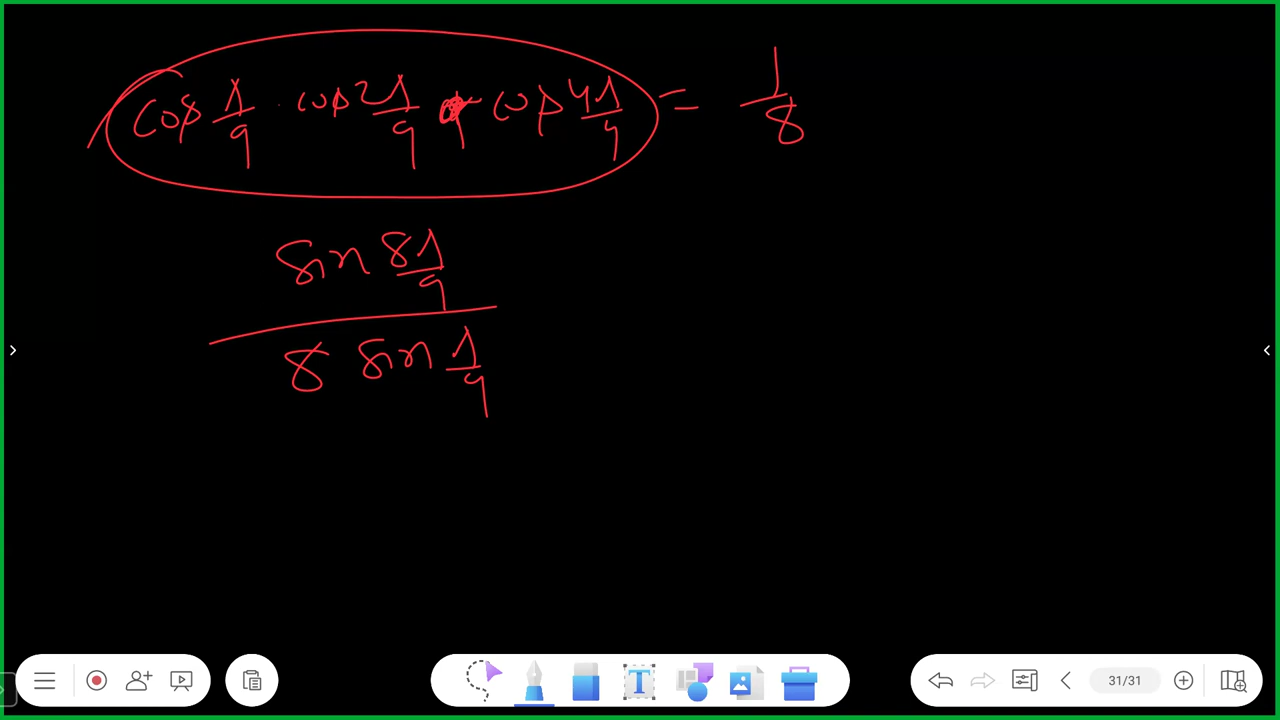 cos π/9 · cos 2π/9 · cos 4π/9 = 1/8
sin 8π/9
8 sin π/9
31/31